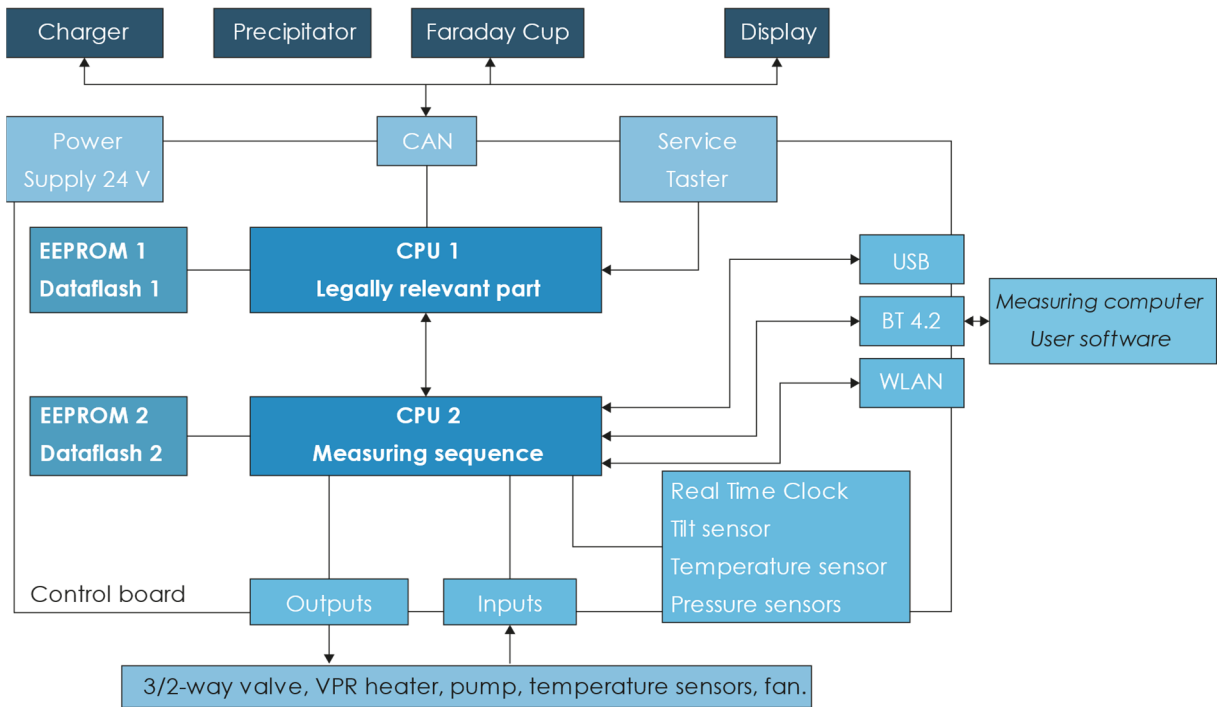 Charger
Precipitator
Faraday Cup
Display
Power
Supply 24 V
CAN
Service
Taster
EEPROM 1
Dataflash 1
CPU 1
Legally relevant part
USB
BT 4.2
WLAN
Measuring computer
User software
EEPROM 2
Dataflash 2
CPU 2
Measuring sequence
Real Time Clock
Tilt sensor
Temperature sensor
Pressure sensors
Control board
Outputs
Inputs
3/2-way valve, VPR heater, pump, temperature sensors, fan.